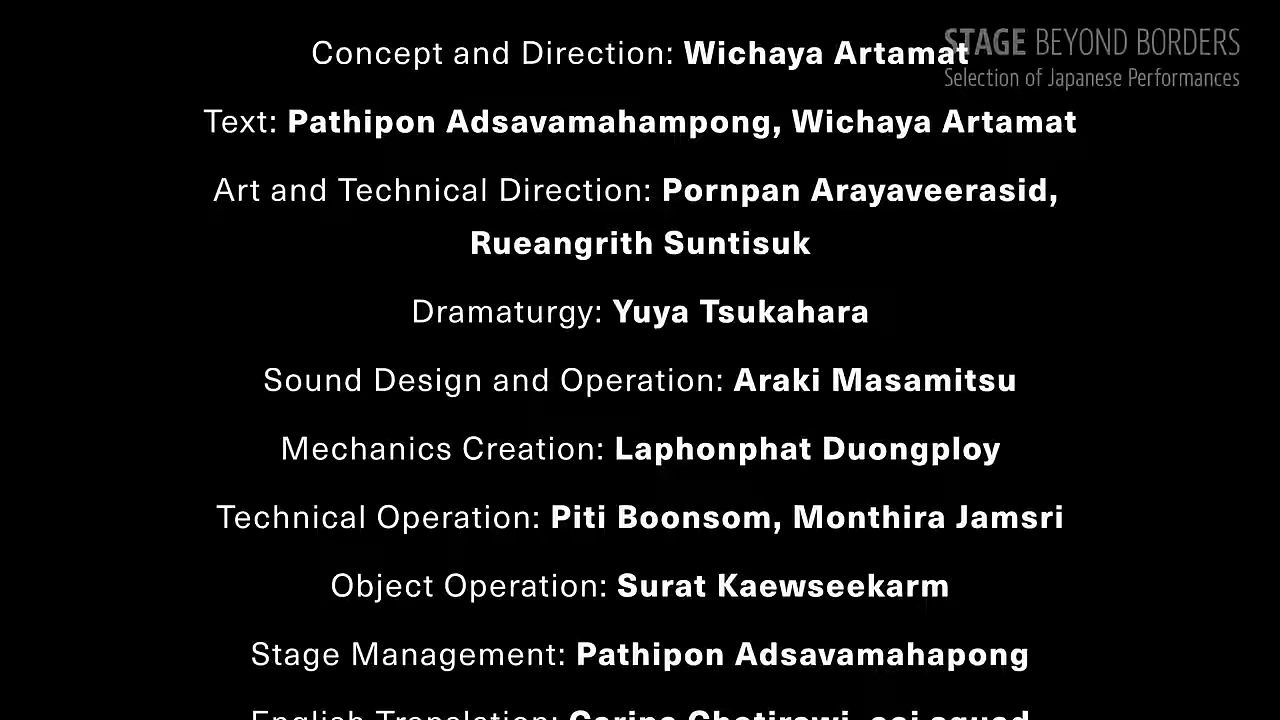 Concept and Direction: Wichaya Artamat
STAGE BEYOND BORDERS
Selection of Japanese Performances
Text: Pathipon Adsavamahampong, Wichaya Artamat
Art and Technical Direction: Pornpan Arayaveerasid,
Rueangrith Suntisuk
Dramaturgy: Yuya Tsukahara
Sound Design and Operation: Araki Masamitsu
Mechanics Creation: Laphonphat Duongploy
Technical Operation: Piti Boonsom, Monthira Jamsri
Object Operation: Surat Kaewseekarm
Stage Management: Pathipon Adsavamahapong
English Translation: